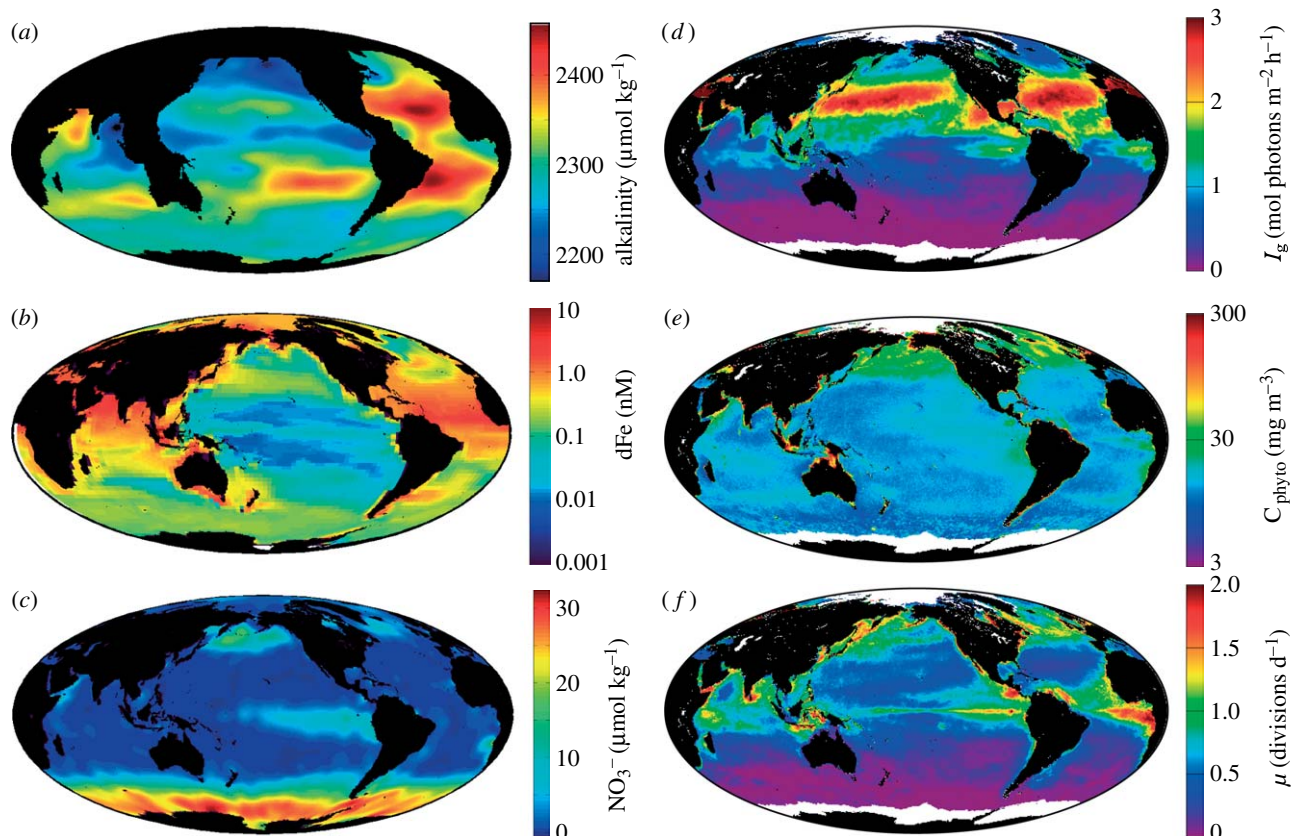 (a)
2400
2300
2200
alkalinity (µmol kg⁻¹)
(b)
10
1.0
0.1
0.01
0.001
dFe (nM)
(c)
30
20
10
0
NO₃⁻ (µmol kg⁻¹)
(d)
3
2
1
0
I_g (mol photons m⁻² h⁻¹)
(e)
300
30
3
C_phyto (mg m⁻³)
(f)
2.0
1.5
1.0
0.5
0
µ (divisions d⁻¹)